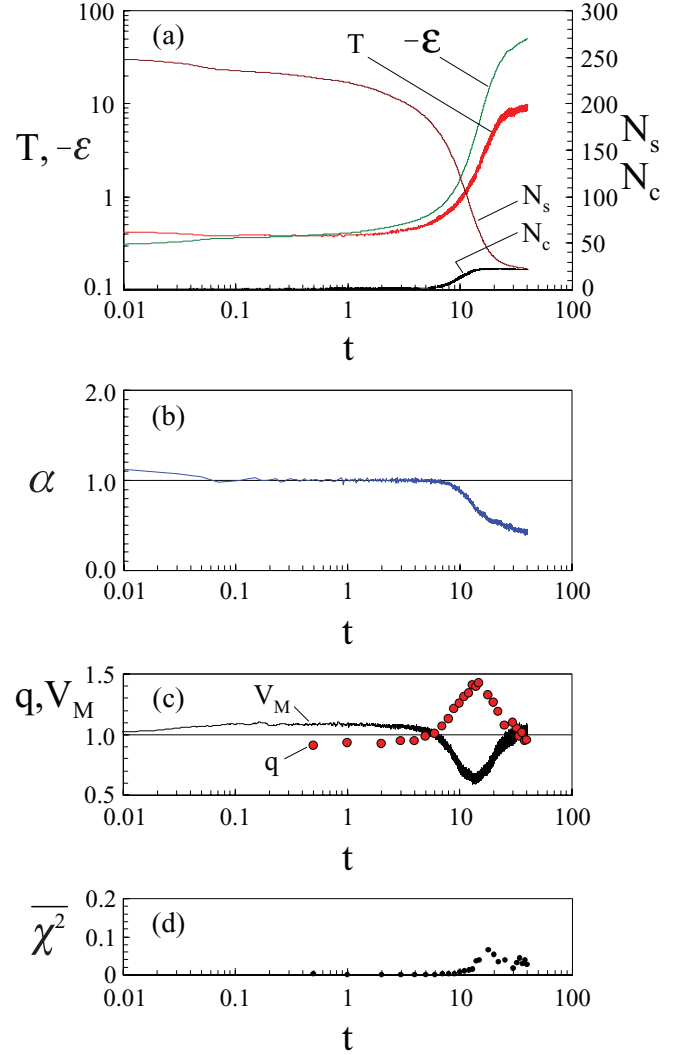 (a)
100
10
1
0.1
T, -ε
300
250
200
150
100
50
0
N_s
N_c
T
-ε
N_s
N_c
0.01 0.1 1 10 100
t
(b)
2.0
1.0
0.0
α
0.01 0.1 1 10 100
t
(c)
1.5
1.0
0.5
q,V_M
V_M
q
0.01 0.1 1 10 100
t
(d)
0.2
0.1
0
\overline{χ^2}
0.01 0.1 1 10 100
t